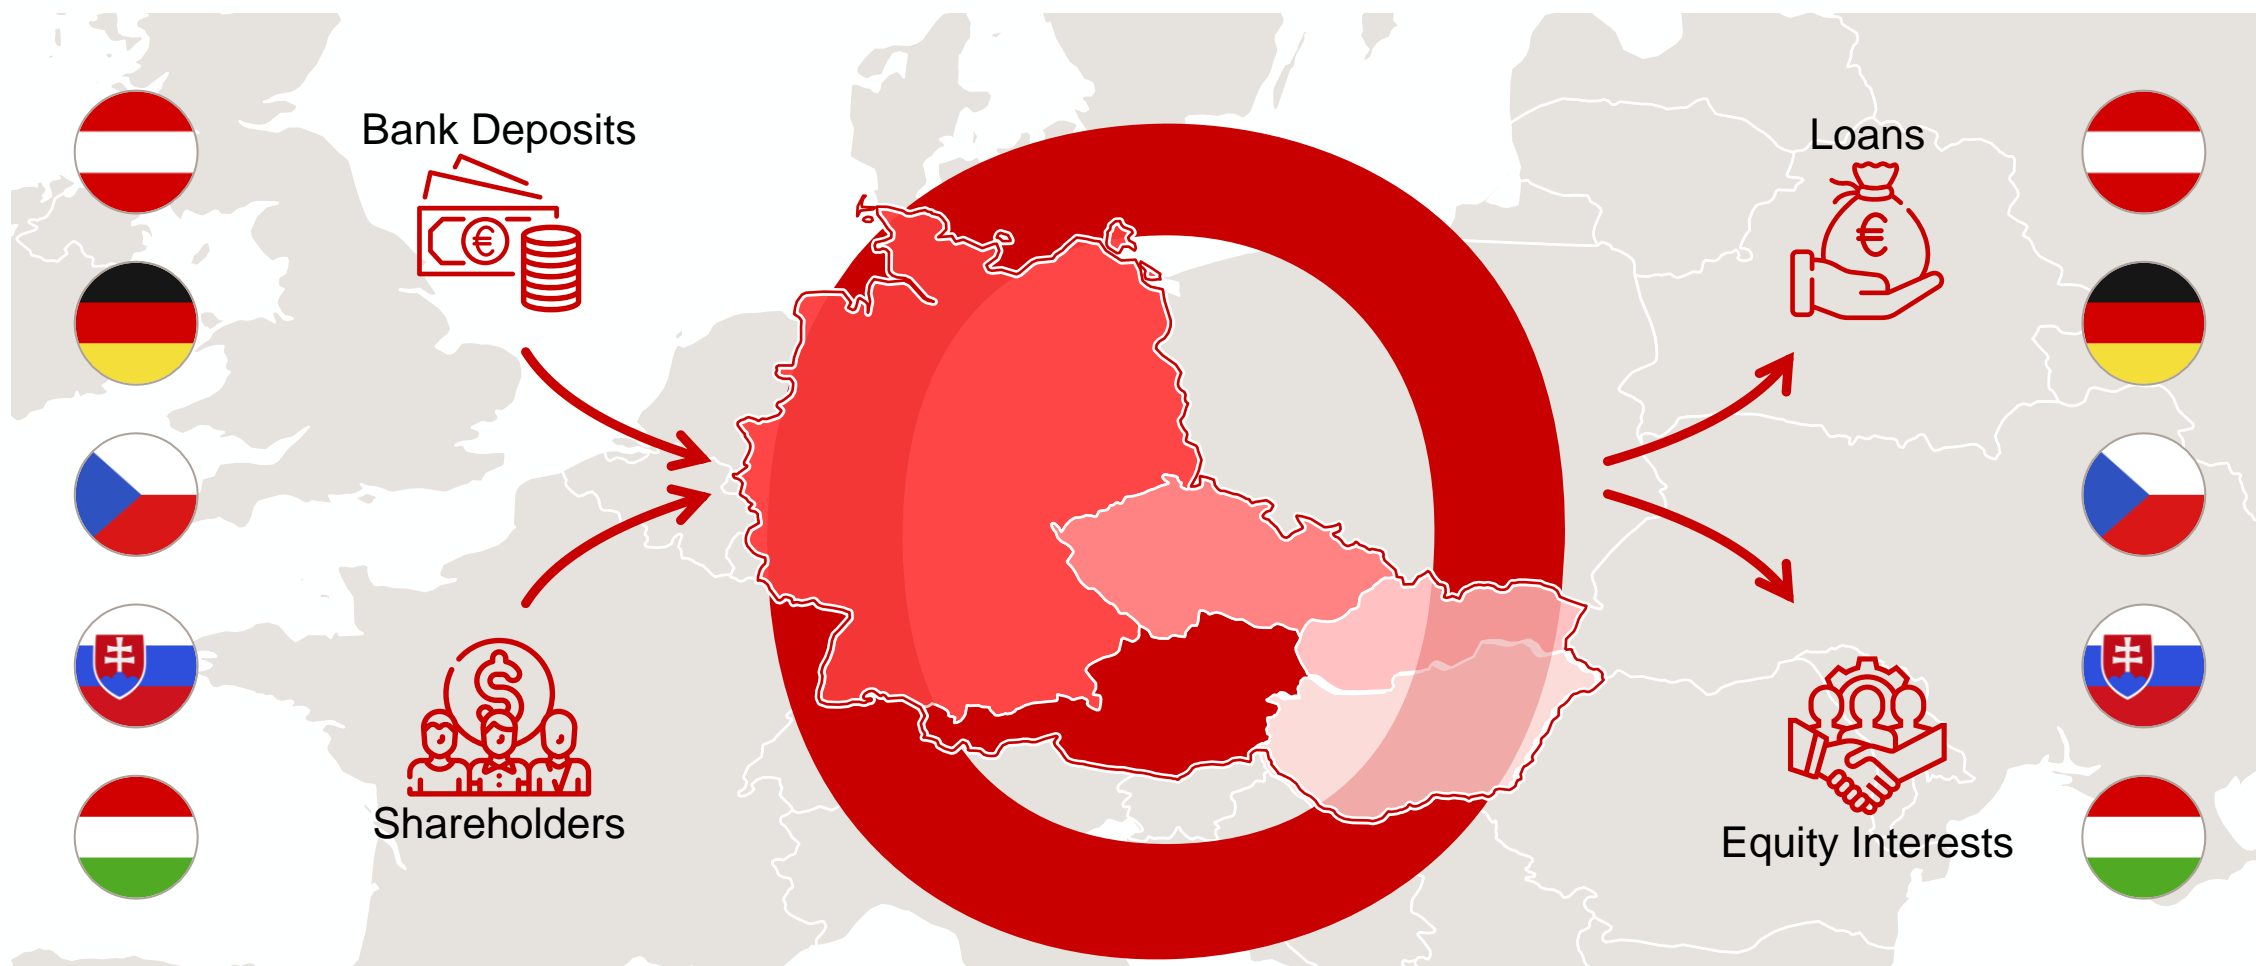 Bank Deposits
Loans
€
€
$
Shareholders
Equity Interests